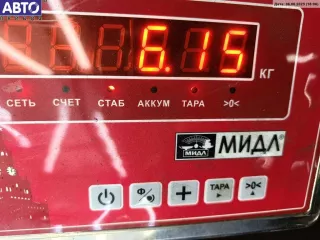 АВТО
6.15
КГ
СЕТЬ СЧЕТ СТАБ АККУМ ТАРА >0<
МИДЛ МИДЛ®
Ф ТАРА >0<